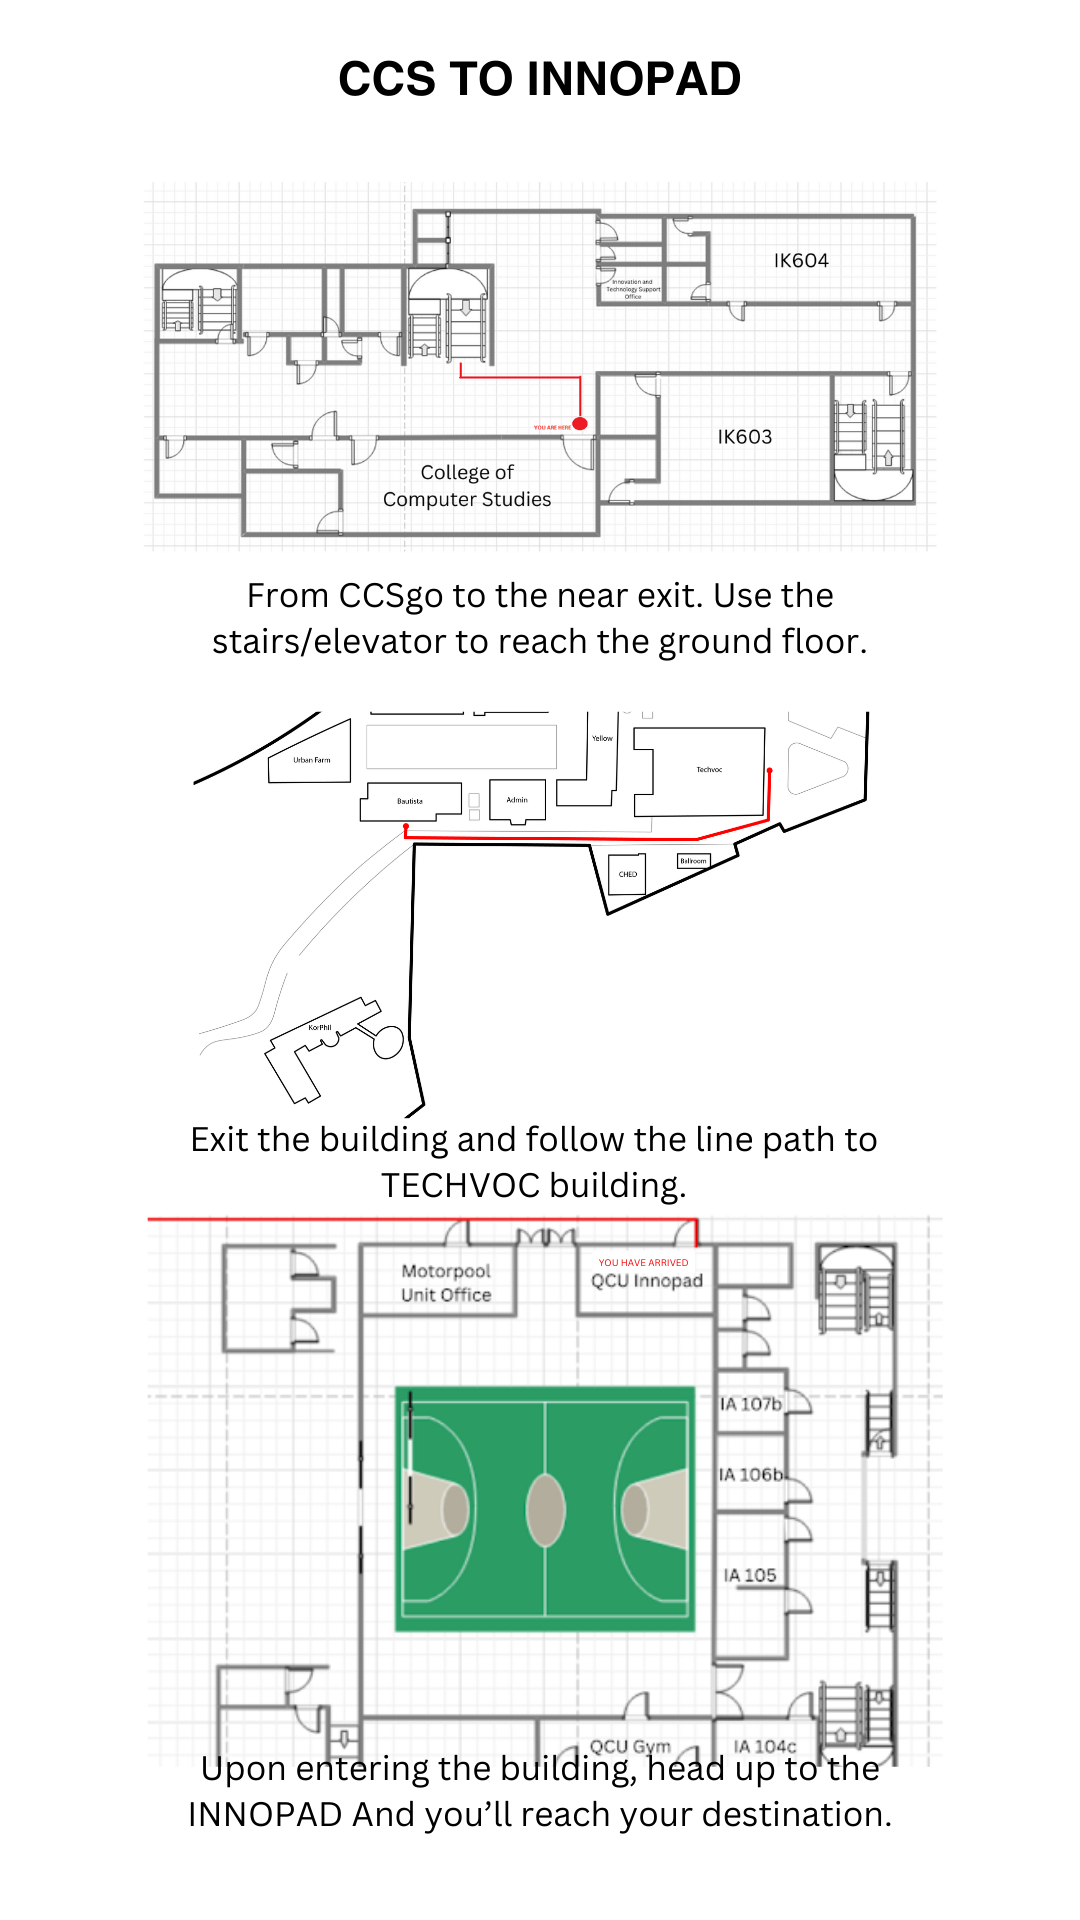 CCS TO INNOPAD
IK604
Innovation and
Technology Support
Office
YOU ARE HERE
IK603
College of
Computer Studies
From CCSgo to the near exit. Use the
stairs/elevator to reach the ground floor.
Urban Farm
Yellow
Techvoc
Bautista
Admin
CHED
Ballroom
KorPhil
Exit the building and follow the line path to
TECHVOC building.
Motorpool
Unit Office
YOU HAVE ARRIVED
QCU Innopad
IA 107b
IA 106b
IA 105
QCU Gym
IA 104c
Upon entering the building, head up to the
INNOPAD And you’ll reach your destination.